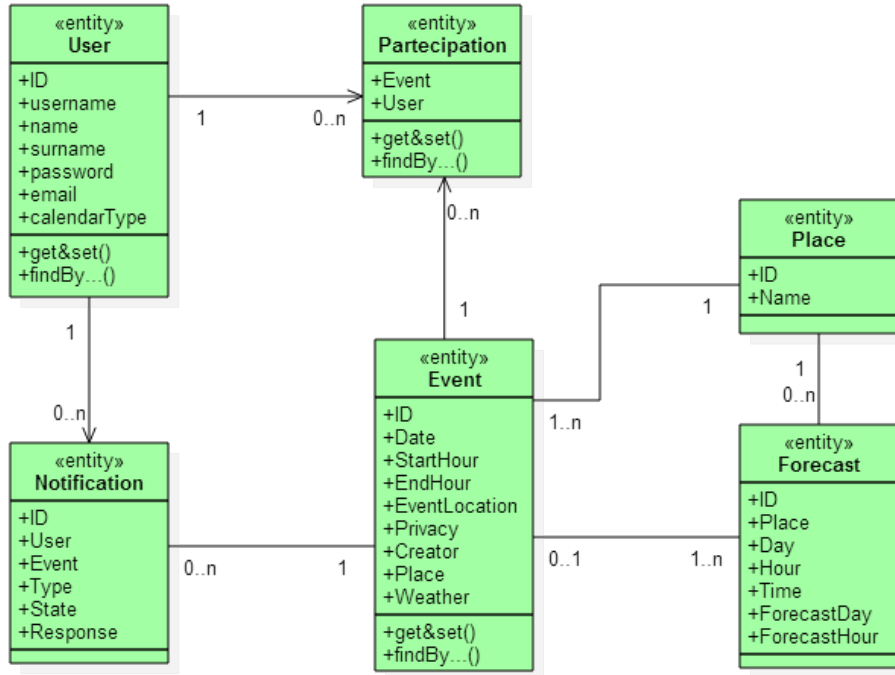 «entity»
User
+ID
+username
+name
+surname
+password
+email
+calendarType
+get&set()
+findBy...()
1
0..n
«entity»
Partecipation
+Event
+User
+get&set()
+findBy...()
0..n
1
«entity»
Place
+ID
+Name
1
1..n
1
0..n
1
0..n
«entity»
Notification
+ID
+User
+Event
+Type
+State
+Response
0..n
1
«entity»
Event
+ID
+Date
+StartHour
+EndHour
+EventLocation
+Privacy
+Creator
+Place
+Weather
+get&set()
+findBy...()
0..1
1..n
«entity»
Forecast
+ID
+Place
+Day
+Hour
+Time
+ForecastDay
+ForecastHour